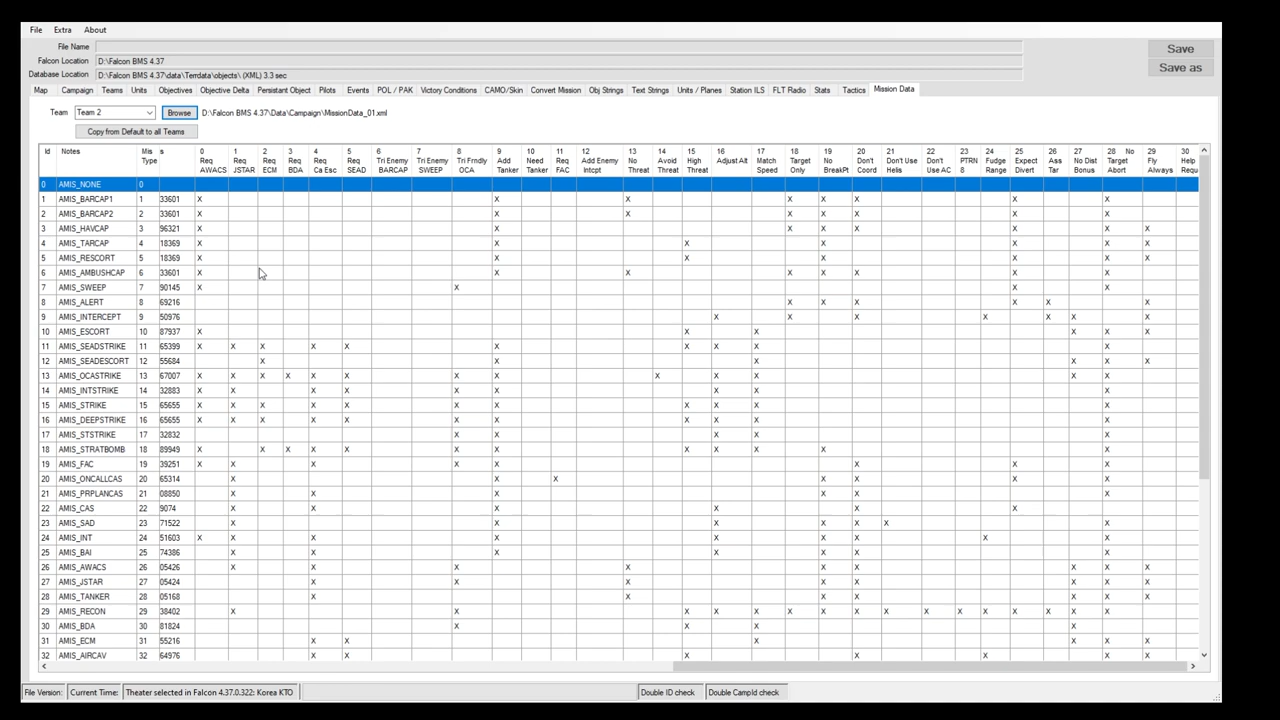 File Extra About
File Name
Save
Falcon Location D:\Falcon BMS 4.37
Save as
Database Location D:\Falcon BMS 4.37\data\Terrdata\objects\ (XML) 3.3 sec
Map Campaign Teams Units Objectives Objective Delta Persistant Object Pilots Events POL / PAK Victory Conditions CAMO/Skin Convert Mission Obj Strings Text Strings Units / Planes Station ILS FLT Radio Stats Tactics Mission Data
Team Team 2 Browse D:\Falcon BMS 4.37\Data\Campaign\MissionData_01.xml
Copy from Default to all Teams
0 1 2 3 4 5 6 7 8 9 10 11 12 13 14 15 16 17 18 19 20 21 22 23 24 25 26 27 28 No 29 30
Id Notes Mis s Req Req Req Req Req Req Tri Enemy Tri Enemy Tri Frndly Add Need Req Add Enemy No Avoid High Adjust Alt Match Target No Don't Don't Use Don't PTRN Fudge Expect Ass No Dist Target Fly Help
Type AWACS JSTAR ECM BDA Ca Esc SEAD BARCAP SWEEP OCA Tanker Tanker FAC Intcpt Threat Threat Threat Speed Only BreakPt Coord Helis Use AC 8 Range Divert Tar Bonus Abort Always Requ
0 AMIS_NONE 0
1 AMIS_BARCAP1 1 33601 X X X X X X X X
2 AMIS_BARCAP2 2 33601 X X X X X X X X
3 AMIS_HAVCAP 3 96321 X X X X X X X X
4 AMIS_TARCAP 4 18369 X X X X X X X
5 AMIS_RESCORT 5 18369 X X X X X X X
6 AMIS_AMBUSHCAP 6 33601 X X X X X X X X
7 AMIS_SWEEP 7 90145 X X X X
8 AMIS_ALERT 8 69216 X X X X X X
9 AMIS_INTERCEPT 9 50976 X X X X X X X
10 AMIS_ESCORT 10 87937 X X X X X X
11 AMIS_SEADSTRIKE 11 65399 X X X X X X X X X X
12 AMIS_SEADESCORT 12 55684 X X X X X X
13 AMIS_OCASTRIKE 13 67007 X X X X X X X X X X X X X
14 AMIS_INTSTRIKE 14 32883 X X X X X X X X X
15 AMIS_STRIKE 15 65655 X X X X X X X X X X X
16 AMIS_DEEPSTRIKE 16 65655 X X X X X X X X X X X
17 AMIS_STSTRIKE 17 32832 X X X X X
18 AMIS_STRATBOMB 18 89949 X X X X X X X X X X X X
19 AMIS_FAC 19 39251 X X X X X X X X
20 AMIS_ONCALLCAS 20 65314 X X X X X X X
21 AMIS_PRPLANCAS 21 08850 X X X X X X
22 AMIS_CAS 22 9074 X X X X X X
23 AMIS_SAD 23 71522 X X X X X X X
24 AMIS_INT 24 51603 X X X X X X X X X
25 AMIS_BAI 25 74386 X X X X X X X
26 AMIS_AWACS 26 05426 X X X X X X X X
27 AMIS_JSTAR 27 05424 X X X X X X X X
28 AMIS_TANKER 28 05168 X X X X X X X
29 AMIS_RECON 29 38402 X X X X X X X X X X X X X X X X X
30 AMIS_BDA 30 81824 X X X X
31 AMIS_ECM 31 55216 X X X X X X
32 AMIS_AIRCAV 32 64976 X X X X X X X
File Version: Current Time: Theater selected in Falcon 4.37.0.322: Korea KTO Double ID check Double CampId check